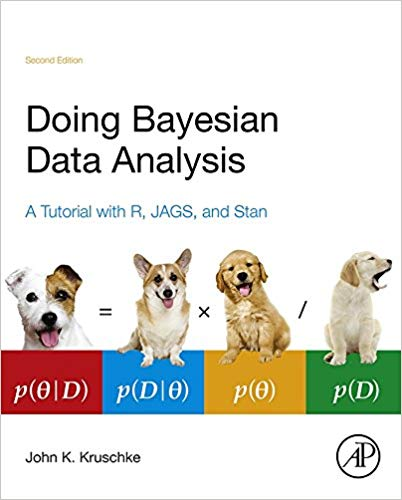 Second Edition
Doing Bayesian
Data Analysis
A Tutorial with R, JAGS, and Stan
= × /
p(θ|D) p(D|θ) p(θ) p(D)
John K. Kruschke
AP